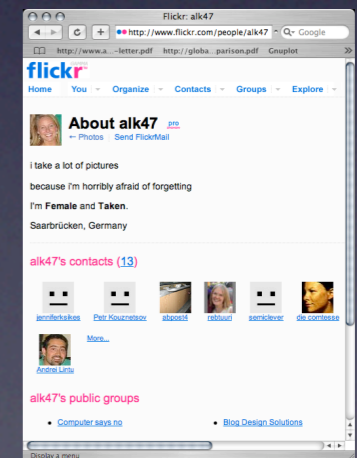 Flickr: alk47
http://www.flickr.com/people/alk47
Google
http://www.a...-letter.pdf http://globa...parison.pdf Gnuplot
flickr
Home You Organize Contacts Groups Explore
About alk47 pro
← Photos Send FlickrMail
i take a lot of pictures
because i'm horribly afraid of forgetting
I'm Female and Taken.
Saarbrücken, Germany
alk47's contacts (13)
jenniferksikes Petr Kouznetsov abpost4 rebtuuri semiclever die comtesse
Andrei Lintu More...
alk47's public groups
• Computer says no • Blog Design Solutions
Display a menu